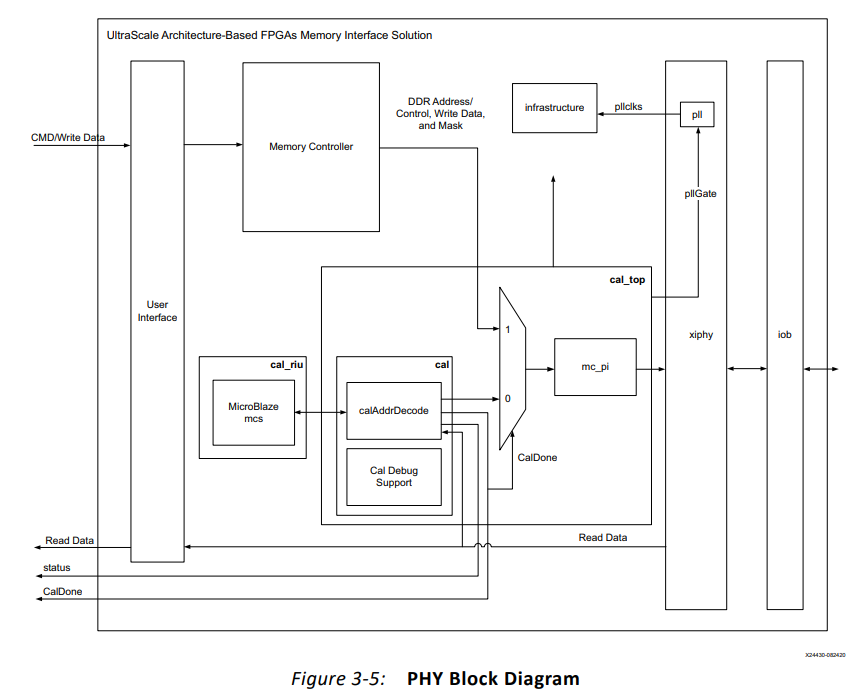 UltraScale Architecture-Based FPGAs Memory Interface Solution
CMD/Write Data
User
Interface
Memory Controller
DDR Address/
Control, Write Data,
and Mask
infrastructure
pllclks
pll
pllGate
cal_top
xiphy
iob
1
0
mc_pi
CalDone
cal_riu
MicroBlaze
mcs
cal
calAddrDecode
Cal Debug
Support
Read Data
Read Data
status
CalDone
X24430-082420
Figure 3-5: PHY Block Diagram